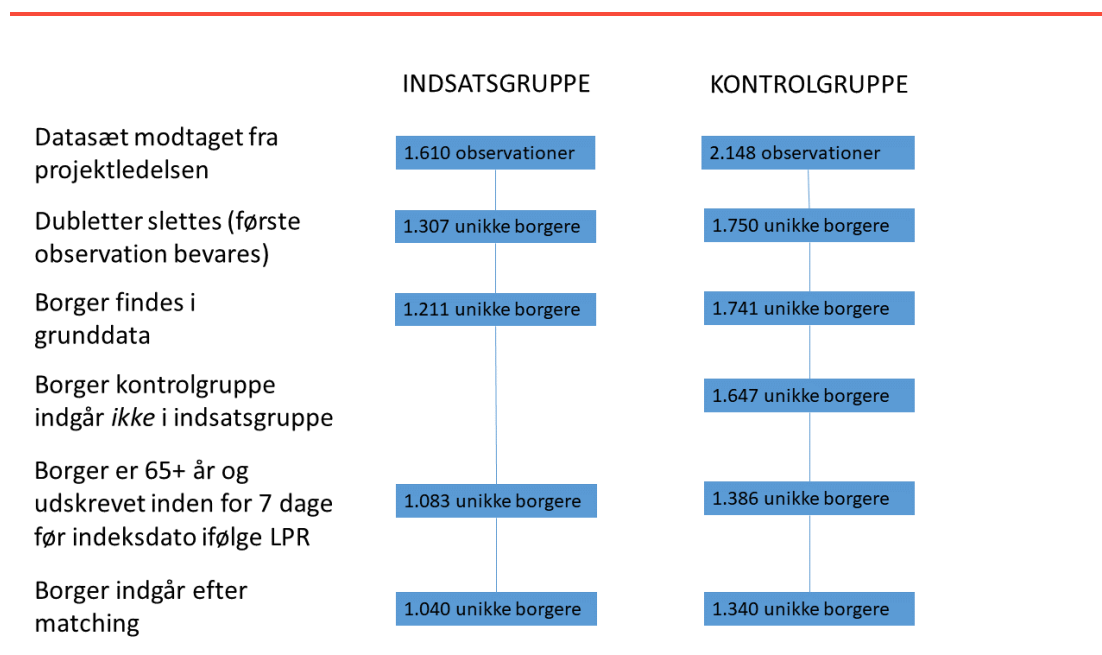 INDSATSGRUPPE
KONTROLGRUPPE
Datasæt modtaget fra
projektledelsen
1.610 observationer
2.148 observationer
Dubletter slettes (første
observation bevares)
1.307 unikke borgere
1.750 unikke borgere
Borger findes i
grunddata
1.211 unikke borgere
1.741 unikke borgere
Borger kontrolgruppe
indgår ikke i indsatsgruppe
1.647 unikke borgere
Borger er 65+ år og
udskrevet inden for 7 dage
før indeksdato ifølge LPR
1.083 unikke borgere
1.386 unikke borgere
Borger indgår efter
matching
1.040 unikke borgere
1.340 unikke borgere